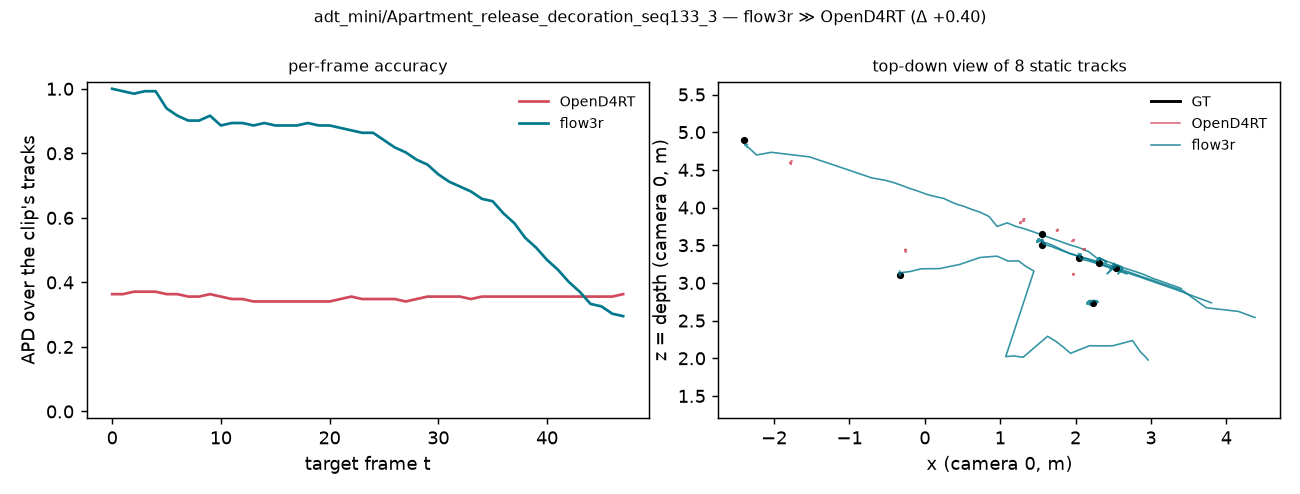 adt_mini/Apartment_release_decoration_seq133_3 — flow3r ≫ OpenD4RT (Δ +0.40)
per-frame accuracy
APD over the clip's tracks
1.0
0.8
0.6
0.4
0.2
0.0
OpenD4RT
flow3r
0
10
20
30
40
target frame t
top-down view of 8 static tracks
z = depth (camera 0, m)
5.5
5.0
4.5
4.0
3.5
3.0
2.5
2.0
1.5
GT
OpenD4RT
flow3r
−2
−1
0
1
2
3
4
x (camera 0, m)